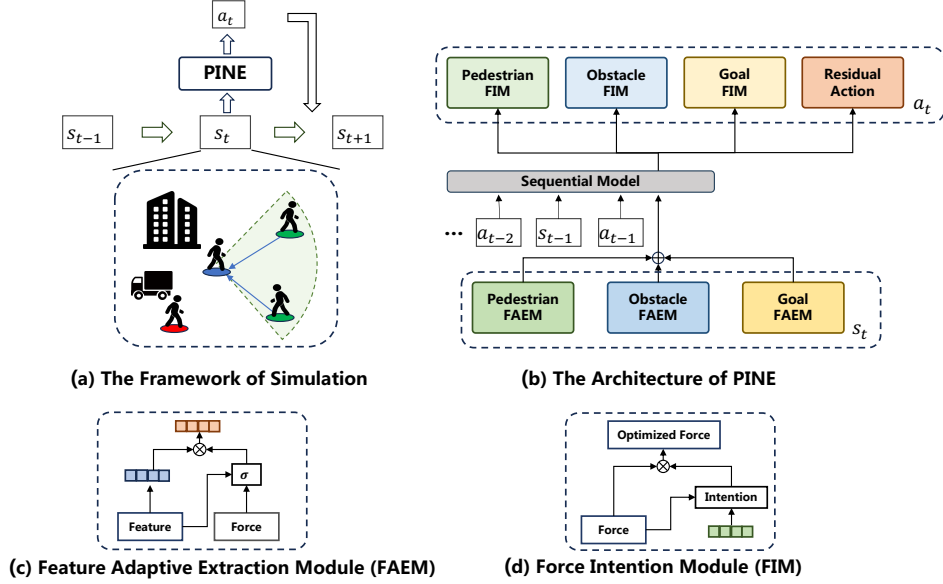 a_t
PINE
s_{t-1}
s_t
s_{t+1}
(a) The Framework of Simulation
Pedestrian
FIM
Obstacle
FIM
Goal
FIM
Residual
Action
a_t
Sequential Model
...
a_{t-2}
s_{t-1}
a_{t-1}
Pedestrian
FAEM
Obstacle
FAEM
Goal
FAEM
s_t
(b) The Architecture of PINE
σ
Feature
Force
(c) Feature Adaptive Extraction Module (FAEM)
Optimized Force
Intention
Force
(d) Force Intention Module (FIM)